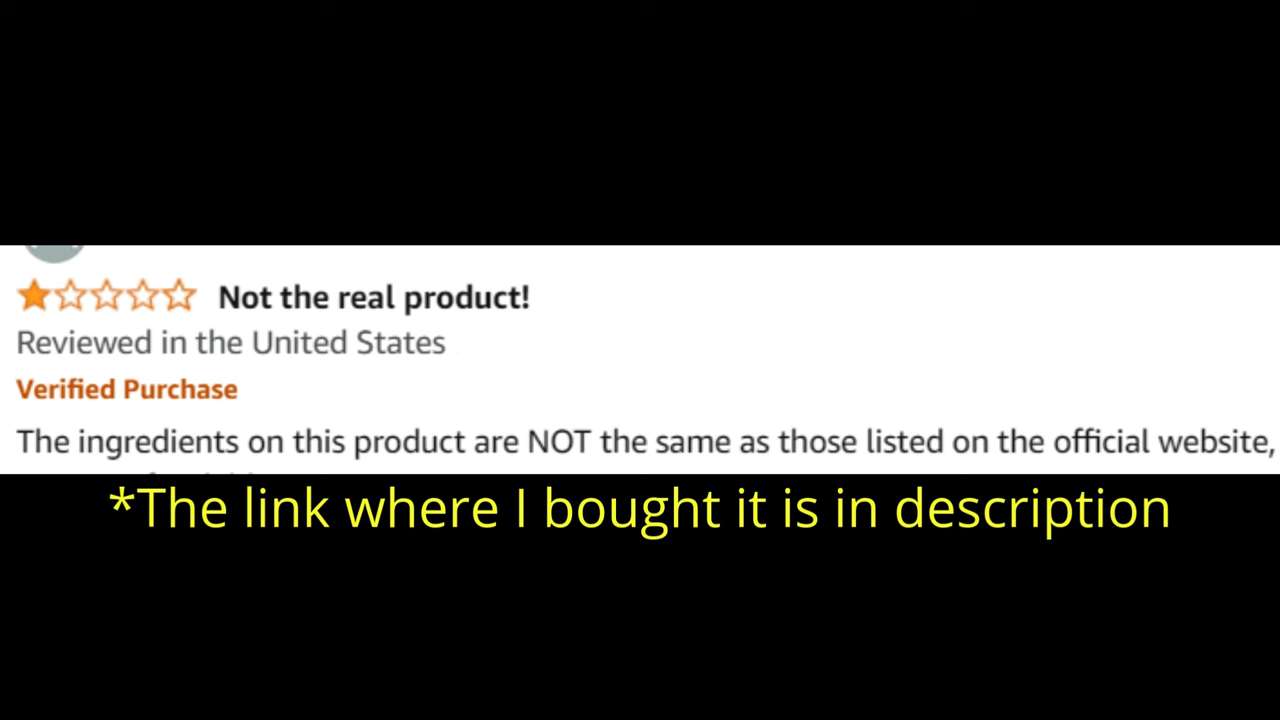 Not the real product!
Reviewed in the United States
Verified Purchase
The ingredients on this product are NOT the same as those listed on the official website,
*The link where I bought it is in description